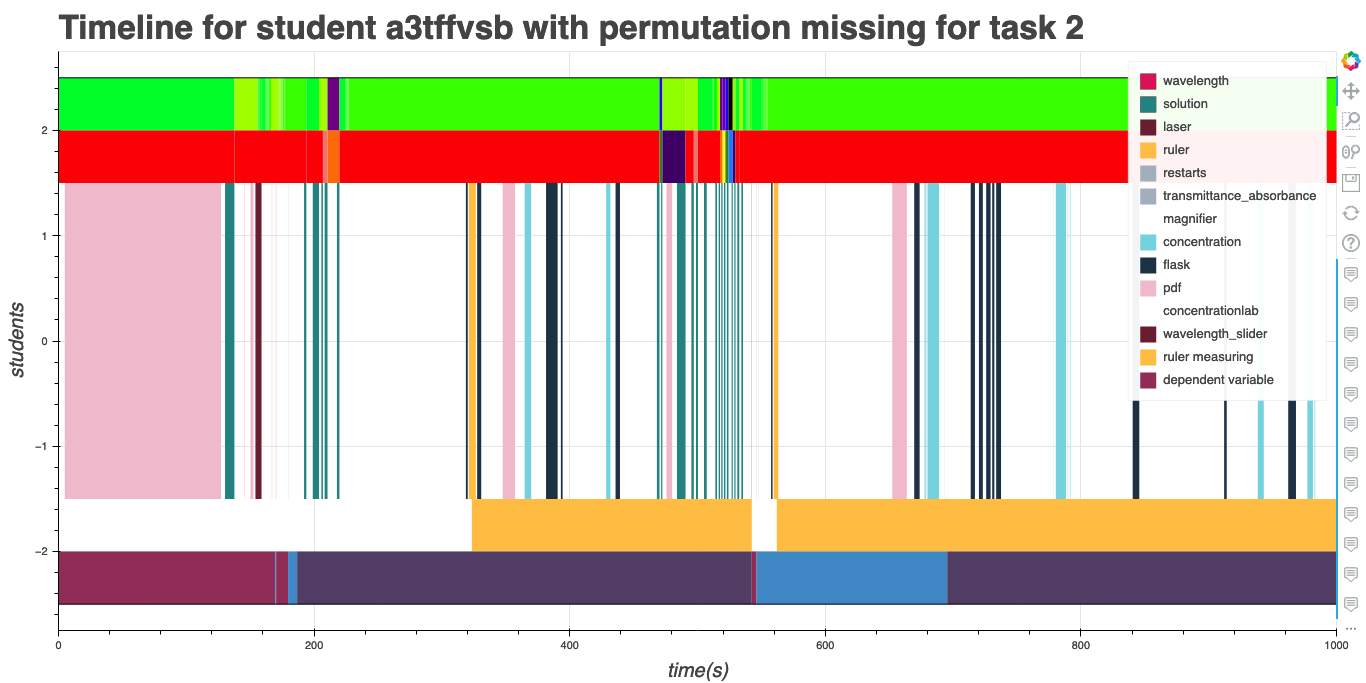 Timeline for student a3tffvsb with permutation missing for task 2
wavelength
solution
laser
ruler
restarts
transmittance_absorbance
magnifier
concentration
flask
pdf
concentrationlab
wavelength_slider
ruler measuring
dependent variable
2
1
0
−1
−2
students
0
200
400
600
800
1000
time(s)